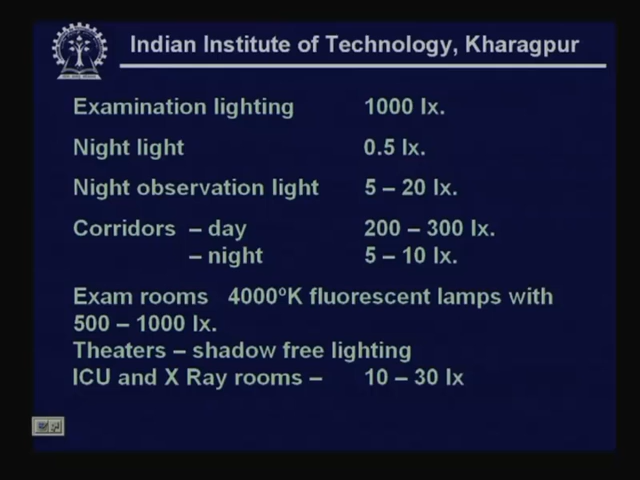 Indian Institute of Technology, Kharagpur
Examination lighting 1000 lx.
Night light 0.5 lx.
Night observation light 5 – 20 lx.
Corridors – day 200 – 300 lx.
– night 5 – 10 lx.
Exam rooms 4000ºK fluorescent lamps with
500 – 1000 lx.
Theaters – shadow free lighting
ICU and X Ray rooms – 10 – 30 lx